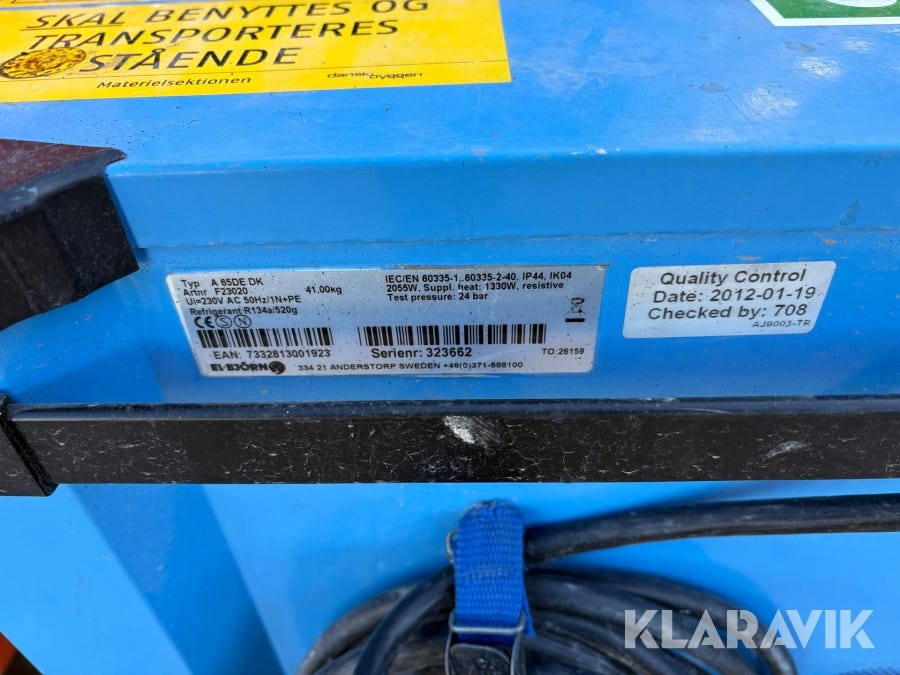 SKAL BENYTTES OG
TRANSPORTERES
STÅENDE
Materielsektionen
dansk byggeri
Typ A 65DE.DK
Artnr F23020 41,00kg
Ui=230V AC 50Hz/1N+PE
Refrigerant R134a/520g
IEC/EN 60335-1,.60335-2-40, IP44, IK04
2055W, Suppl. heat: 1330W, resistive
Test pressure: 24 bar
CE S N
EAN: 7332813001923
Serienr: 323662
TO:26159
ELBJÖRN
334 21 ANDERSTORP SWEDEN +46(0)371-588100
Quality Control
Date: 2012-01-19
Checked by: 708
AJ9003-TR
KLARAVIK